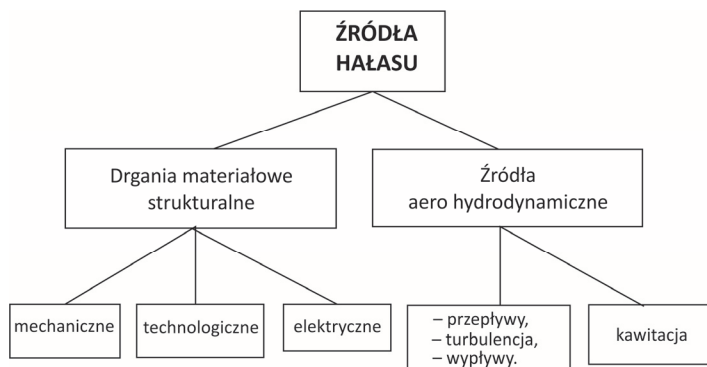 ŹRÓDŁA
HAŁASU
Drgania materiałowe
strukturalne
Źródła
aero hydrodynamiczne
mechaniczne
technologiczne
elektryczne
– przepływy,
– turbulencja,
– wypływy.
kawitacja